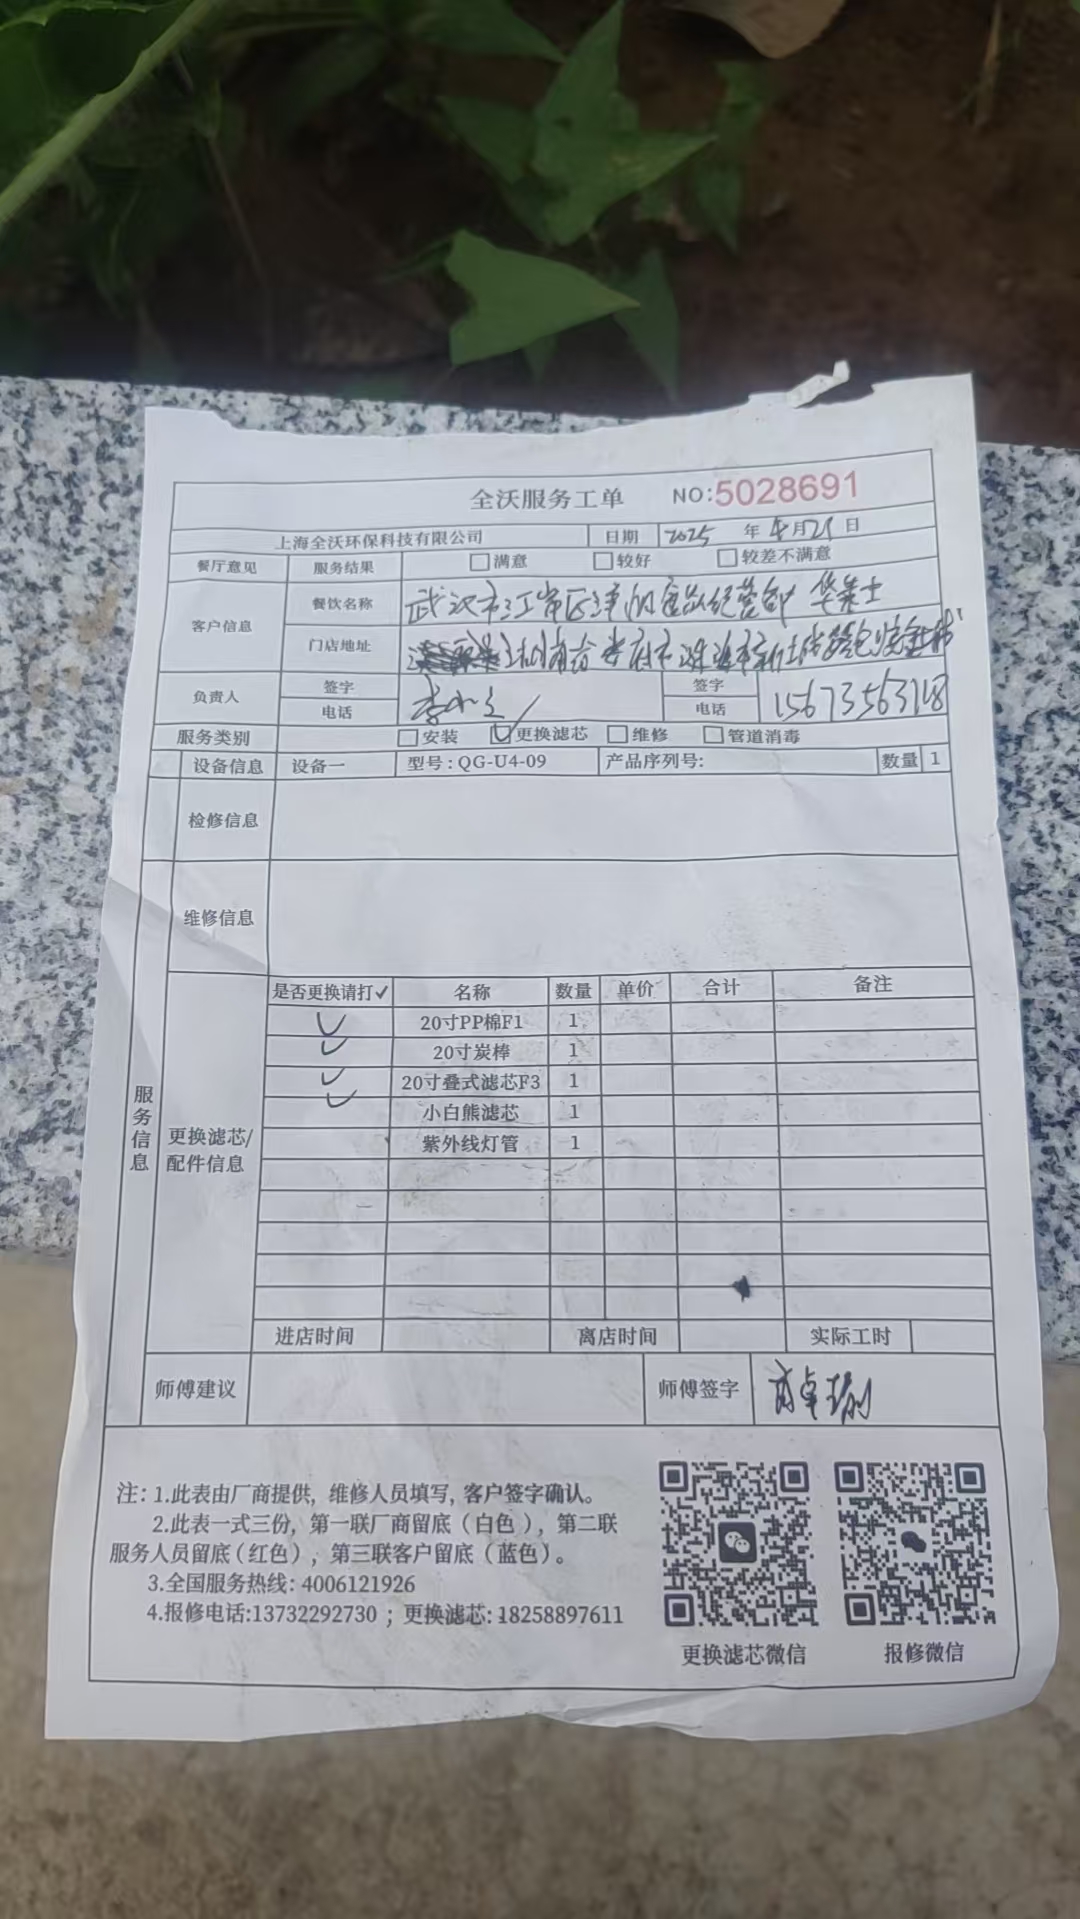 全沃服务工单 NO:5028691
上海全沃环保科技有限公司 日期 2025 年 4 月 21 日
餐厅意见 服务结果 满意 较好 较差不满意
客户信息 餐饮名称 武汉市江岸区 食品经营部 华莱士
门店地址
负责人 签字 签字
电话 电话
服务类别 安装 更换滤芯 维修 管道消毒
设备信息 设备一 型号:QG-U4-09 产品序列号: 数量 1
检修信息
维修信息
服务信息
更换滤芯/配件信息
是否更换请打✓ 名称 数量 单价 合计 备注
✓ 20寸PP棉F1 1
✓ 20寸炭棒 1
✓ 20寸叠式滤芯F3 1
✓ 小白熊滤芯 1
紫外线灯管 1
进店时间 离店时间 实际工时
师傅建议 师傅签字
注: 1.此表由厂商提供, 维修人员填写, 客户签字确认。
2.此表一式三份, 第一联厂商留底(白色), 第二联
服务人员留底(红色), 第三联客户留底(蓝色)。
3.全国服务热线: 4006121926
4.报修电话:13732292730 ; 更换滤芯: 18258897611
更换滤芯微信 报修微信